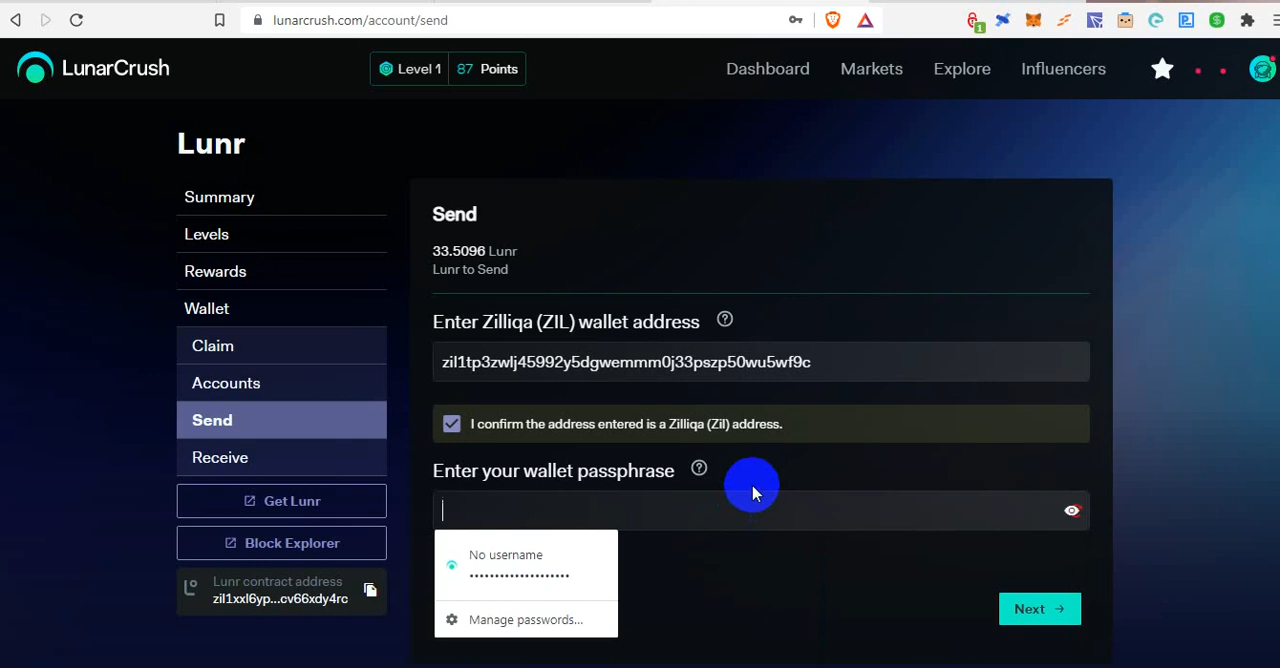 lunarcrush.com/account/send
1
LunarCrush
Level 1
87 Points
Dashboard
Markets
Explore
Influencers
Lunr
Summary
Levels
Rewards
Wallet
Claim
Accounts
Send
Receive
Get Lunr
Block Explorer
Lunr contract address
zil1xxl6yp...cv66xdy4rc
Send
33.5096 Lunr
Lunr to Send
Enter Zilliqa (ZIL) wallet address
zil1tp3zwlj45992y5dgwemmm0j33pszp50wu5wf9c
I confirm the address entered is a Zilliqa (Zil) address.
Enter your wallet passphrase
No username
••••••••••••••••••••
Manage passwords...
Next